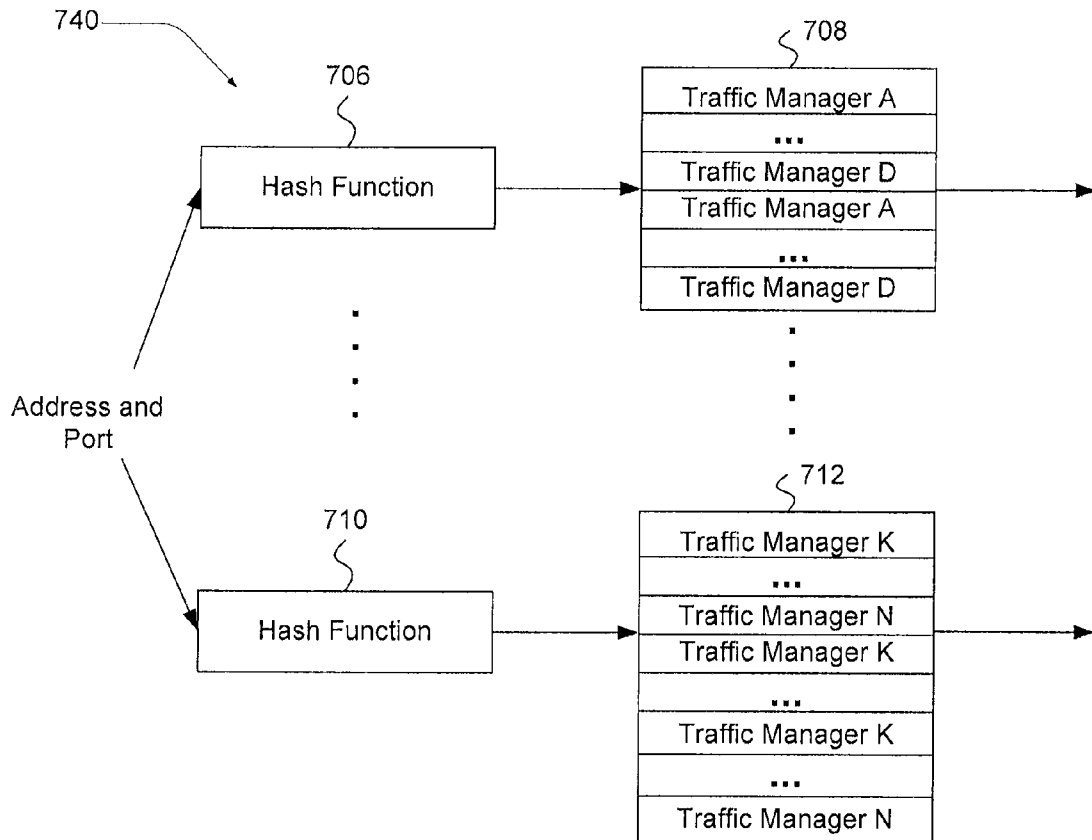 740
706
708
Hash Function
Traffic Manager A
...
Traffic Manager D
Traffic Manager A
...
Traffic Manager D
Address and
Port
710
712
Hash Function
Traffic Manager K
...
Traffic Manager N
Traffic Manager K
...
Traffic Manager K
...
Traffic Manager N